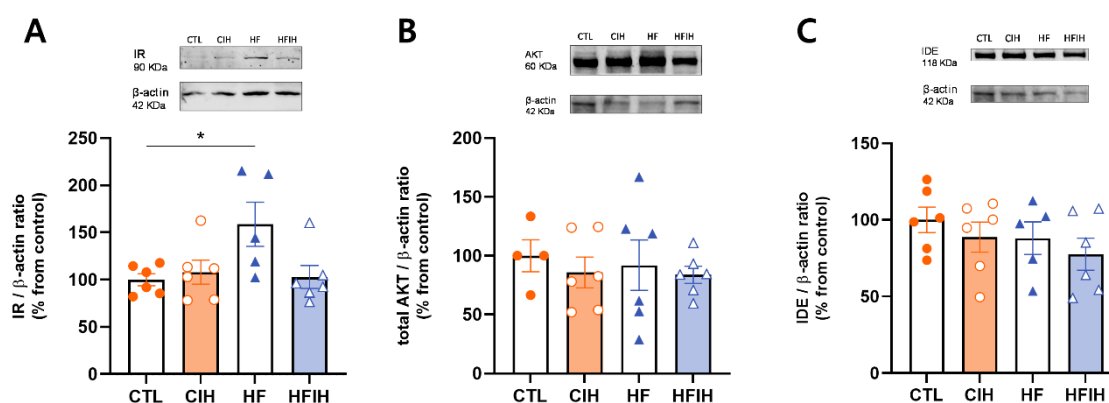 A
CTL CIH HF HFIH
IR
90 KDa
β-actin
42 KDa
*
250
200
150
100
50
0
IR / β-actin ratio
(% from control)
CTL CIH HF HFIH
B
CTL CIH HF HFIH
AKT
60 KDa
β-actin
42 KDa
200
150
100
50
0
total AKT / β-actin ratio
(% from control)
CTL CIH HF HFIH
C
CTL CIH HF HFIH
IDE
118 KDa
β-actin
42 KDa
150
100
50
0
IDE / β-actin ratio
(% from control)
CTL CIH HF HFIH